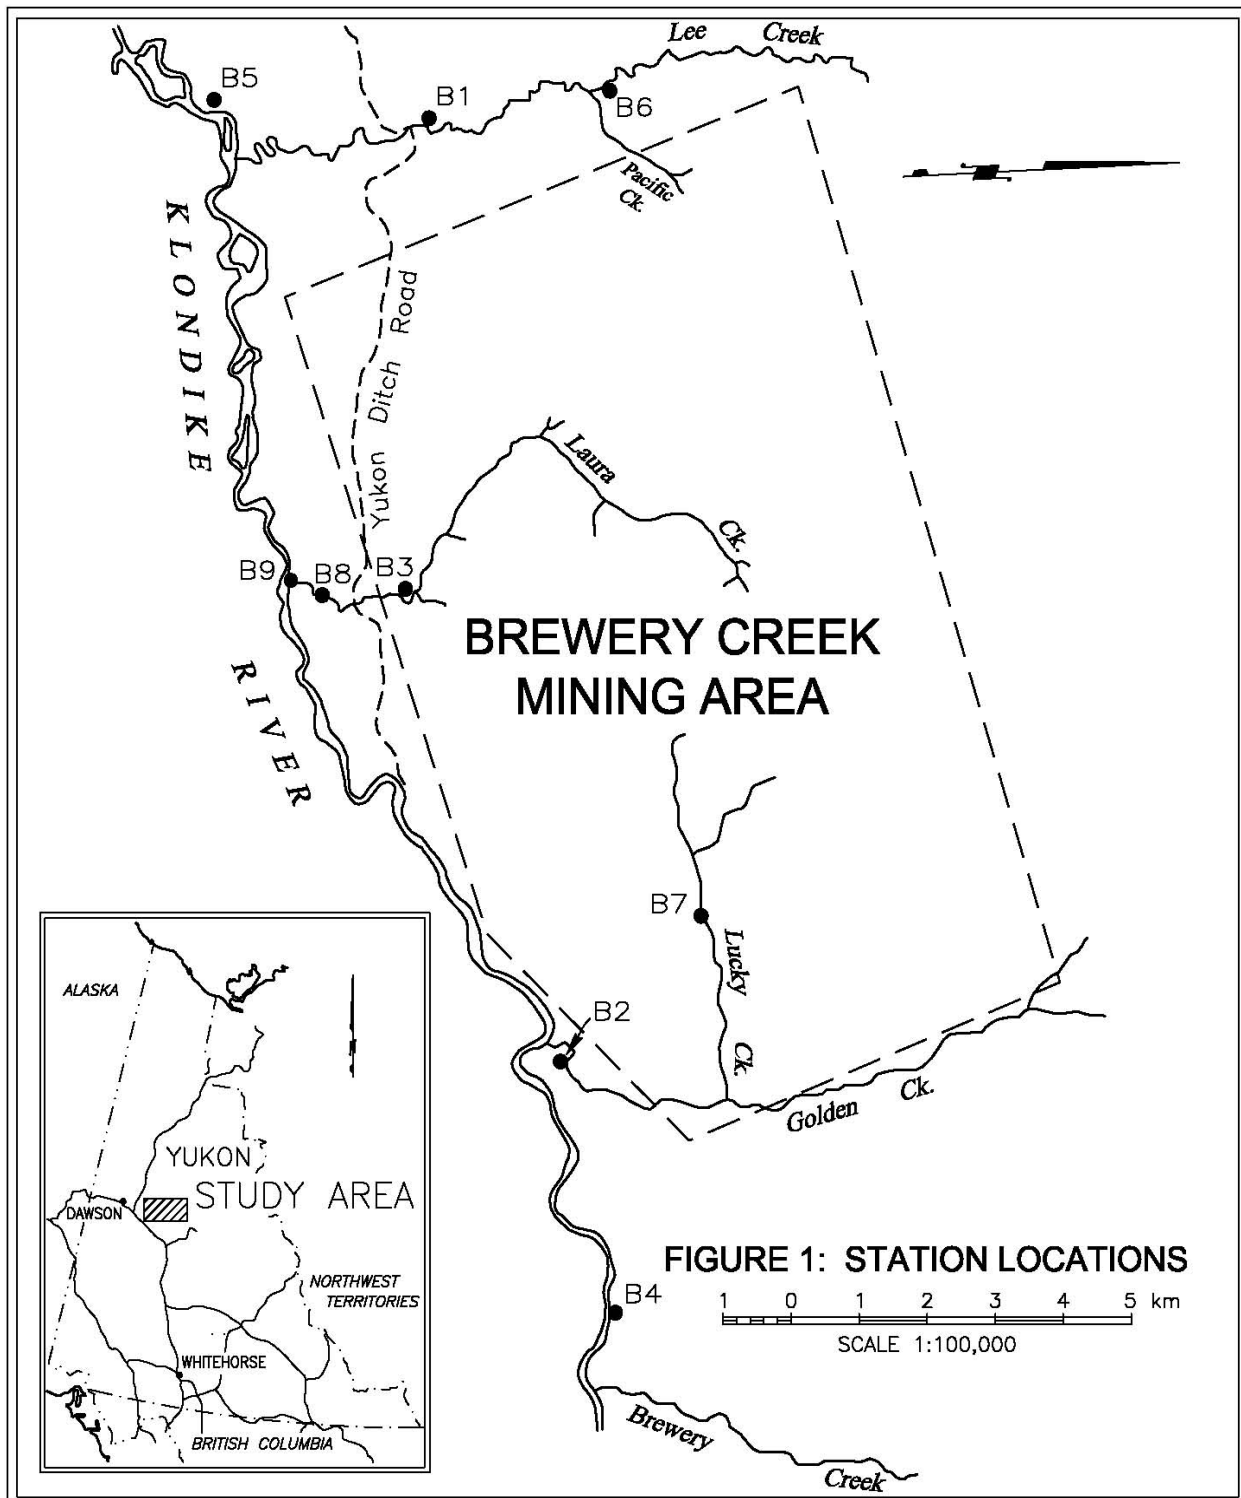 Lee Creek
B5
B1
B6
Pacific
Ck.
KLONDIKE
Yukon Ditch Road
Laura
Ck.
B9
B8
B3
BREWERY CREEK
MINING AREA
RIVER
B7
Lucky
Ck.
B2
Golden Ck.
ALASKA
YUKON
STUDY AREA
DAWSON
NORTHWEST
TERRITORIES
WHITEHORSE
BRITISH COLUMBIA
FIGURE 1: STATION LOCATIONS
B4
1 0 1 2 3 4 5 km
SCALE 1:100,000
Brewery
Creek